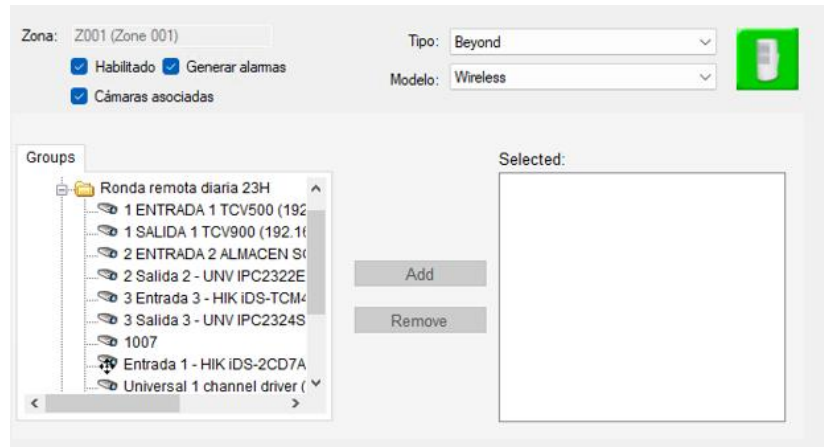 Zona: Z001 (Zone 001)
Tipo: Beyond
Habilitado Generar alarmas
Modelo: Wireless
Cámaras asociadas
Groups
Selected:
Ronda remota diaria 23H
1 ENTRADA 1 TCV500 (192
1 SALIDA 1 TCV900 (192.16
2 ENTRADA 2 ALMACEN
2 Salida 2 - UNV IPC2322E
3 Entrada 3 - HIK iDS-TCM4
3 Salida 3 - UNV IPC2324S
1007
Entrada 1 - HIK iDS-2CD7A
Universal 1 channel driver (
Add
Remove